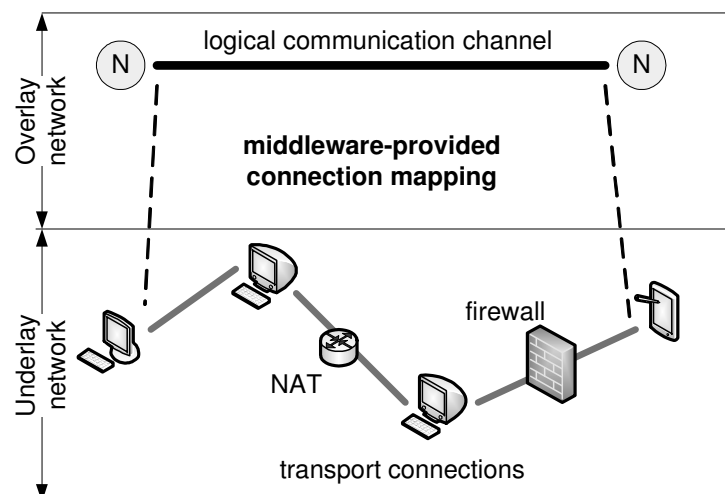 logical communication channel
N
N
Overlay
network
middleware-provided
connection mapping
Underlay
network
firewall
NAT
transport connections